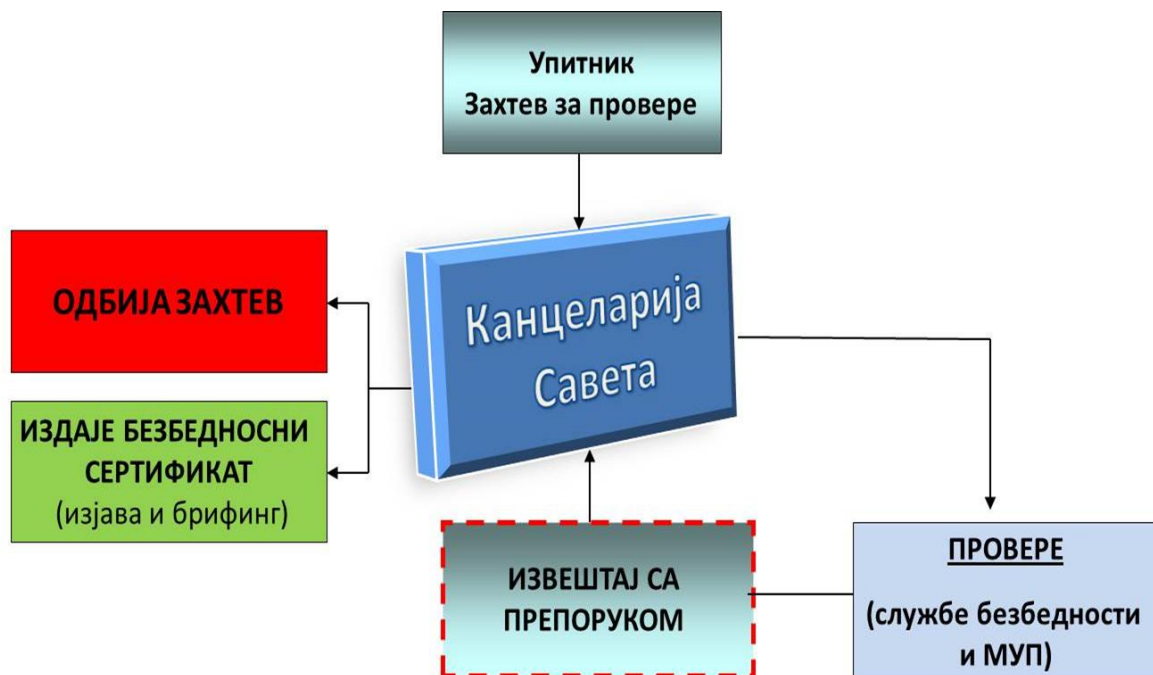 Упитник
Захтев за провере
ОДБИЈА ЗАХТЕВ
Канцеларија
Савета
ИЗДАЈЕ БЕЗБЕДНОСНИ
СЕРТИФИКАТ
(изјава и брифинг)
ИЗВЕШТАЈ СА
ПРЕПОРУКОМ
ПРОВЕРЕ
(службе безбедности
и МУП)